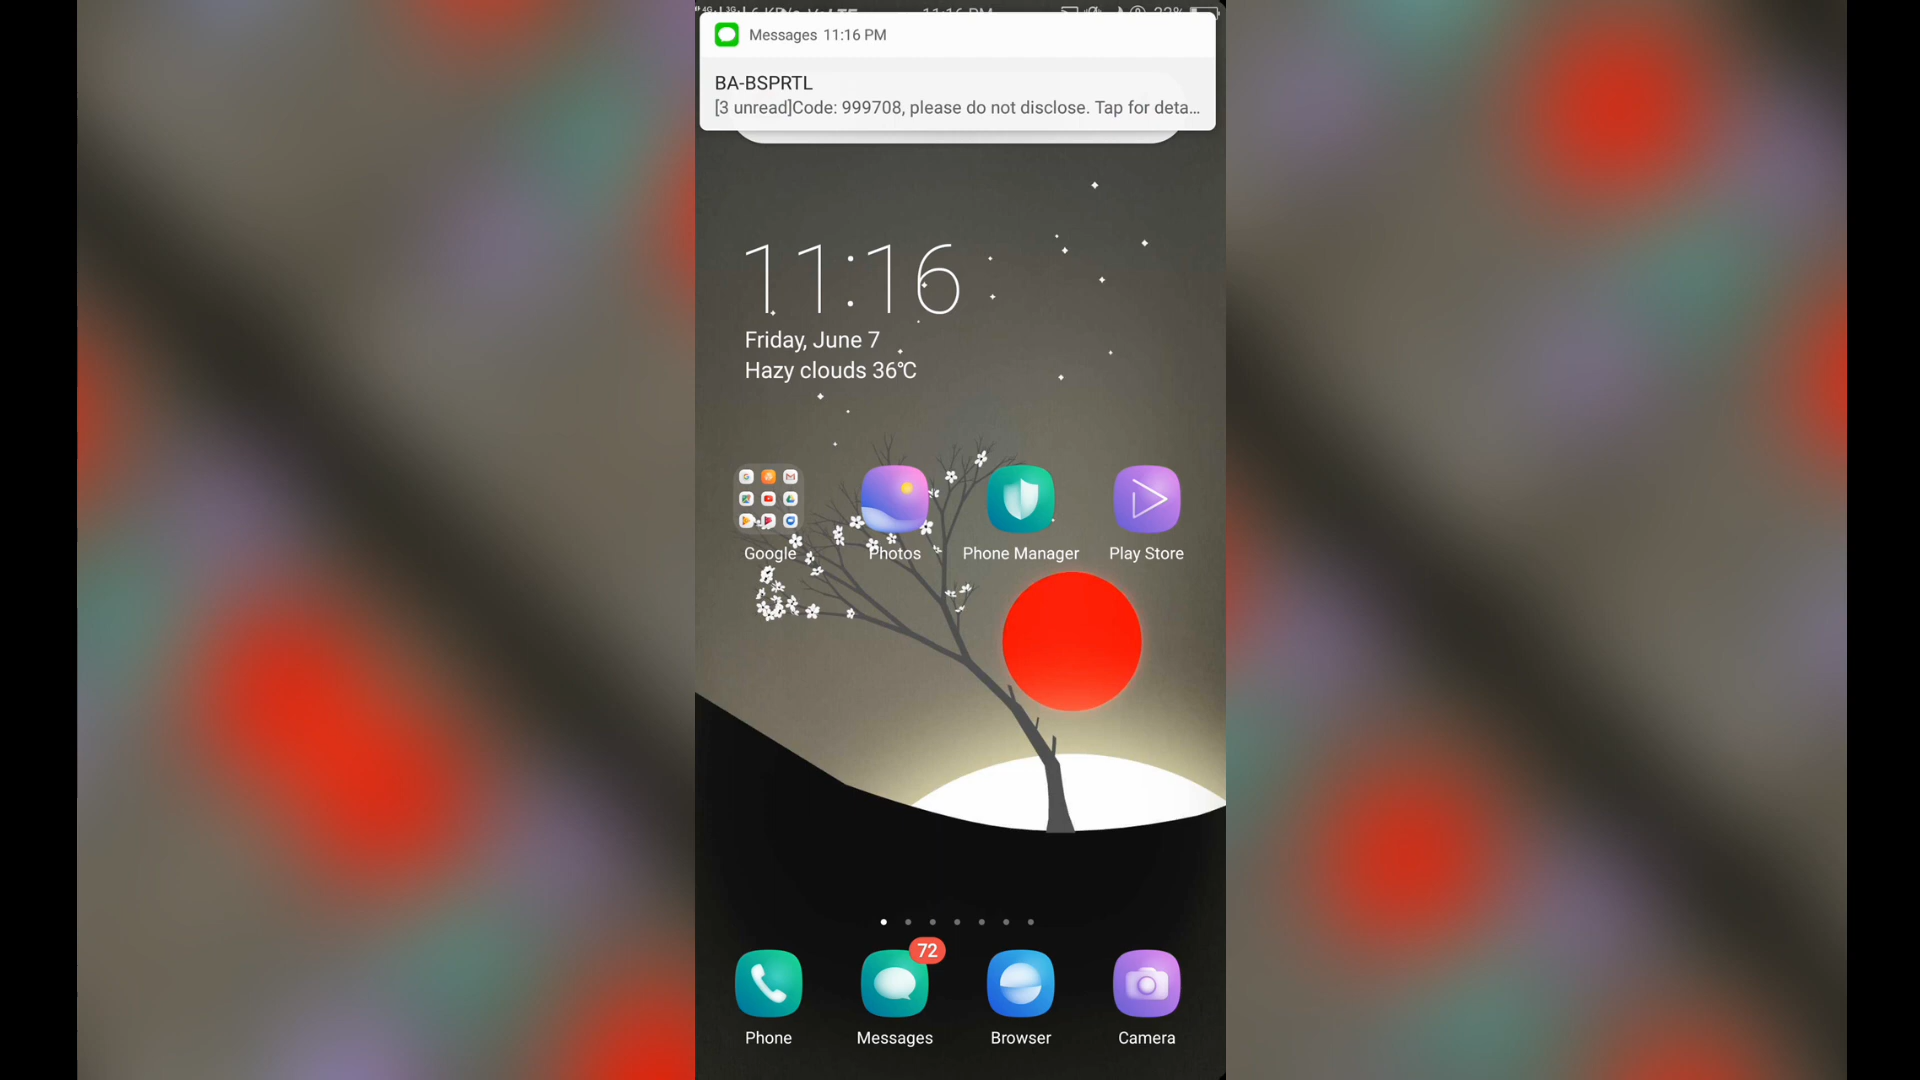 Messages 11:16 PM
BA-BSPRTL
[3 unread]Code: 999708, please do not disclose. Tap for deta...
11:16
Friday, June 7
Hazy clouds 36℃
Google Photos Phone Manager Play Store
72
Phone Messages Browser Camera